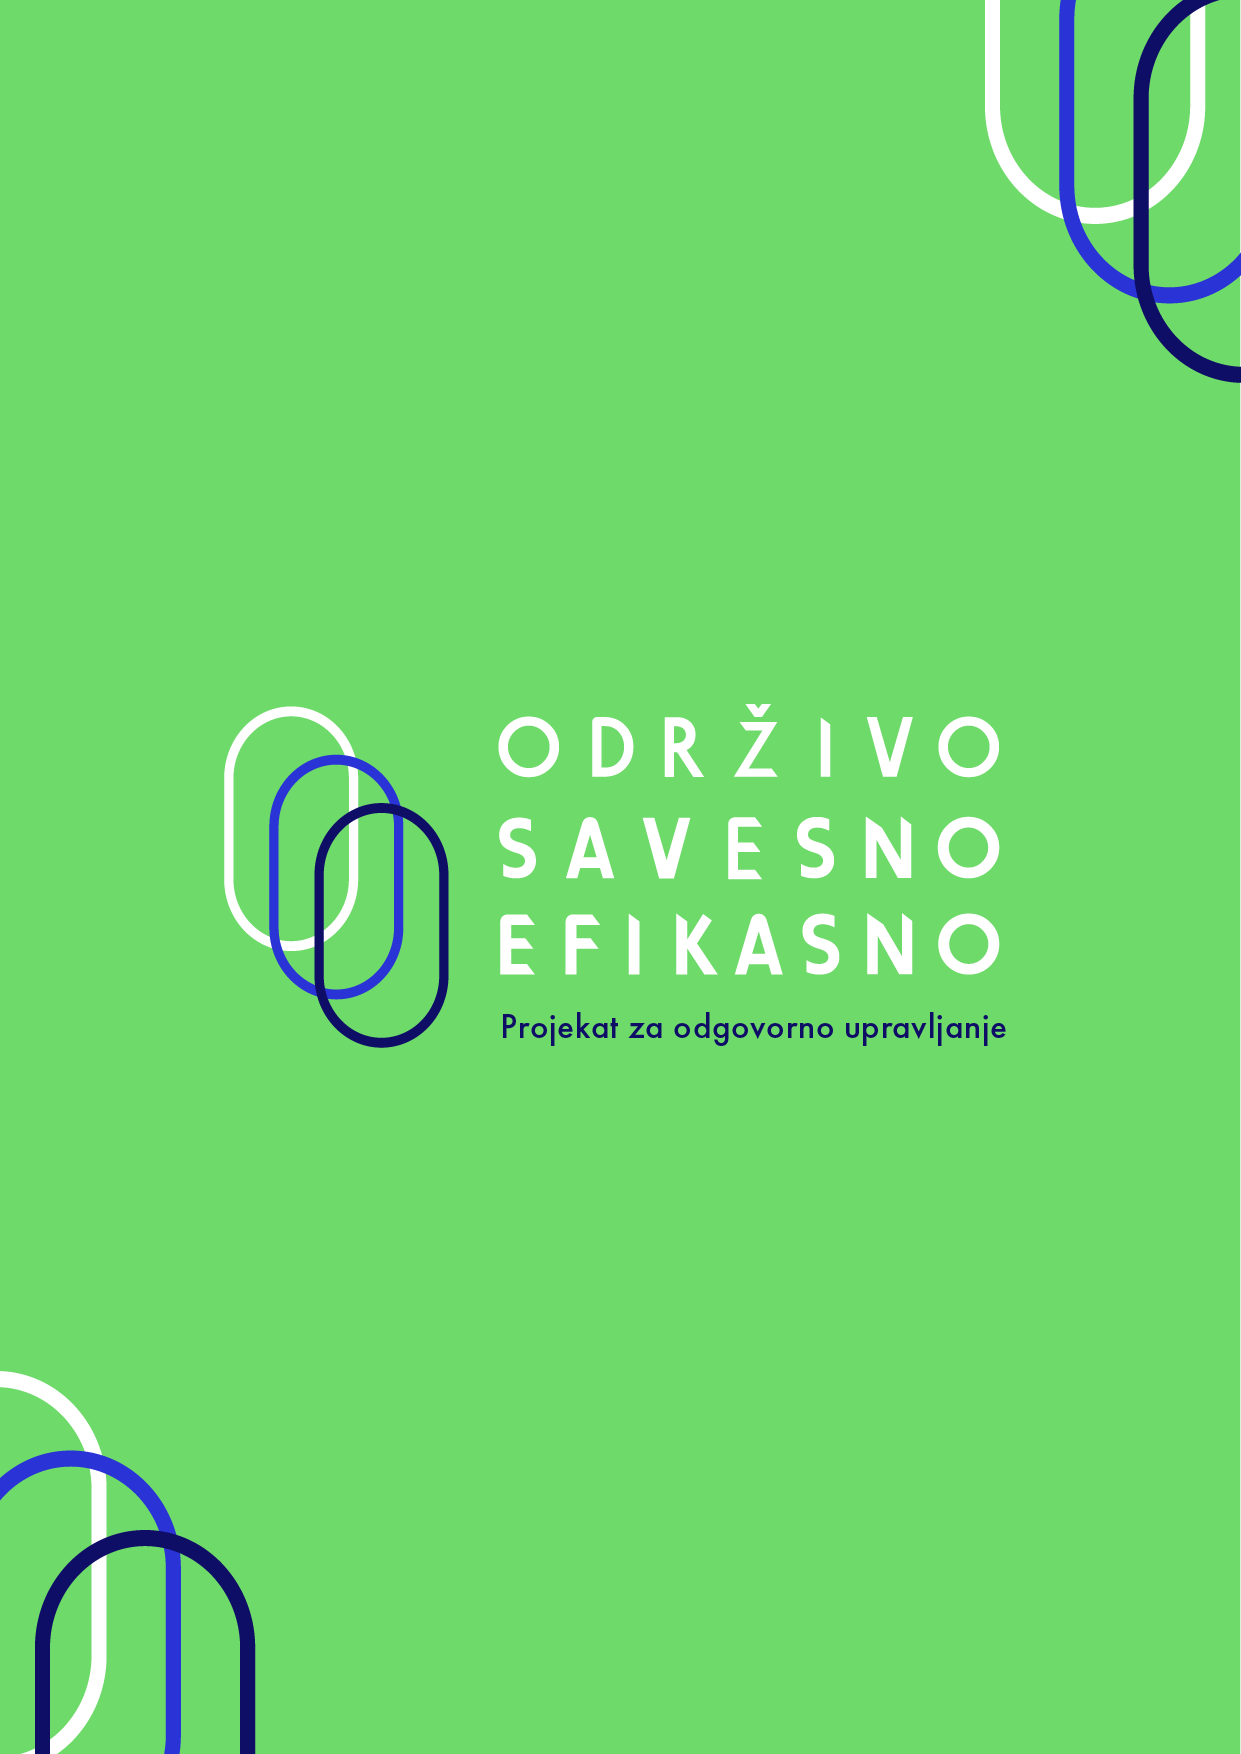 ODRŽIVO
SAVESNO
EFIKASNO
Projekat za odgovorno upravljanje